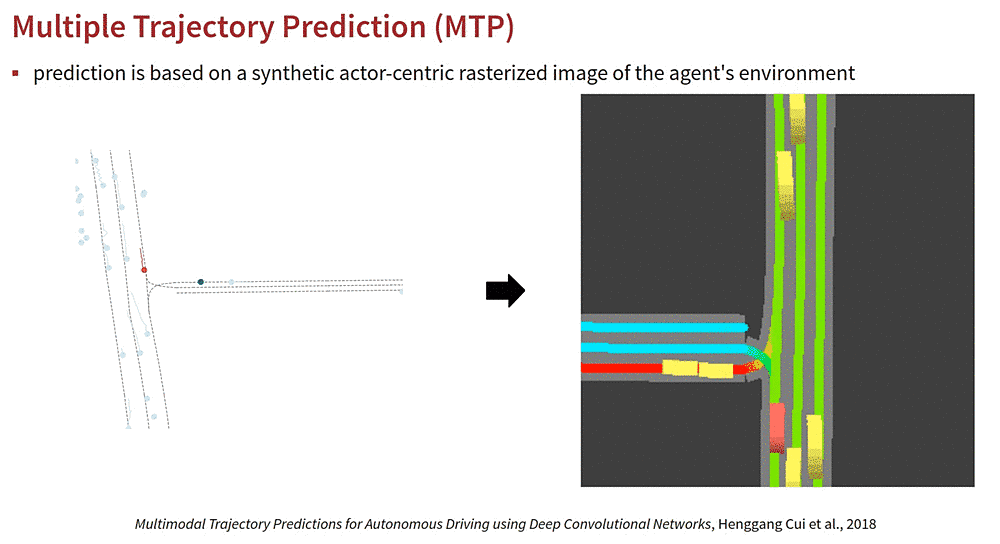 Multiple Trajectory Prediction (MTP)
prediction is based on a synthetic actor-centric rasterized image of the agent's environment
Multimodal Trajectory Predictions for Autonomous Driving using Deep Convolutional Networks, Henggang Cui et al., 2018